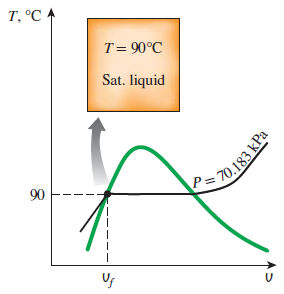 T, °C
T = 90°C
Sat. liquid
P = 70.183 kPa
90
υf
υ